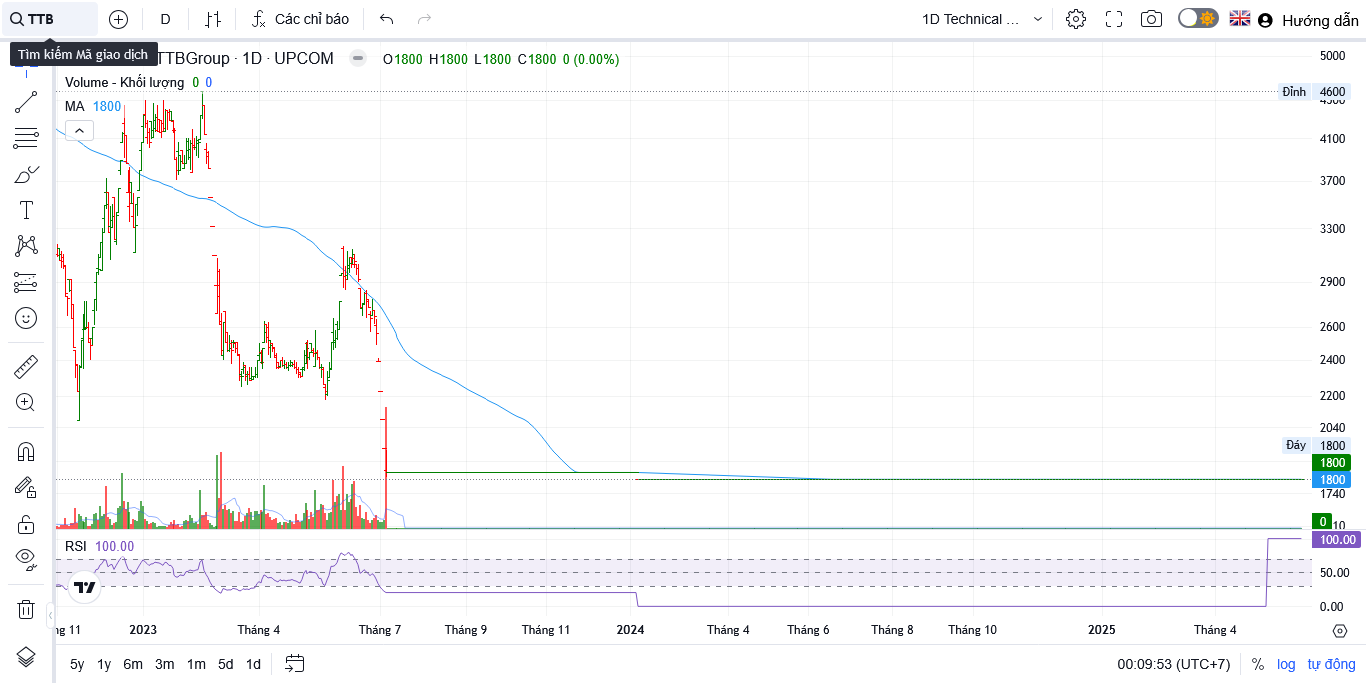 TTB D Các chỉ báo 1D Technical ... Hướng dẫn
Tìm kiếm Mã giao dịch
TTBGroup · 1D · UPCOM O1800 H1800 L1800 C1800 0 (0.00%)
Volume - Khối lượng 0 0
MA 1800
5000
Đỉnh 4600
4100
3700
3300
2900
2600
2400
2200
2040
Đáy 1800
1800
1800
1740
0
RSI 100.00
100.00
50.00
0.00
2023 Tháng 4 Tháng 7 Tháng 9 Tháng 11 2024 Tháng 4 Tháng 6 Tháng 8 Tháng 10 2025 Tháng 4
5y 1y 6m 3m 1m 5d 1d 00:09:53 (UTC+7) % log tự động